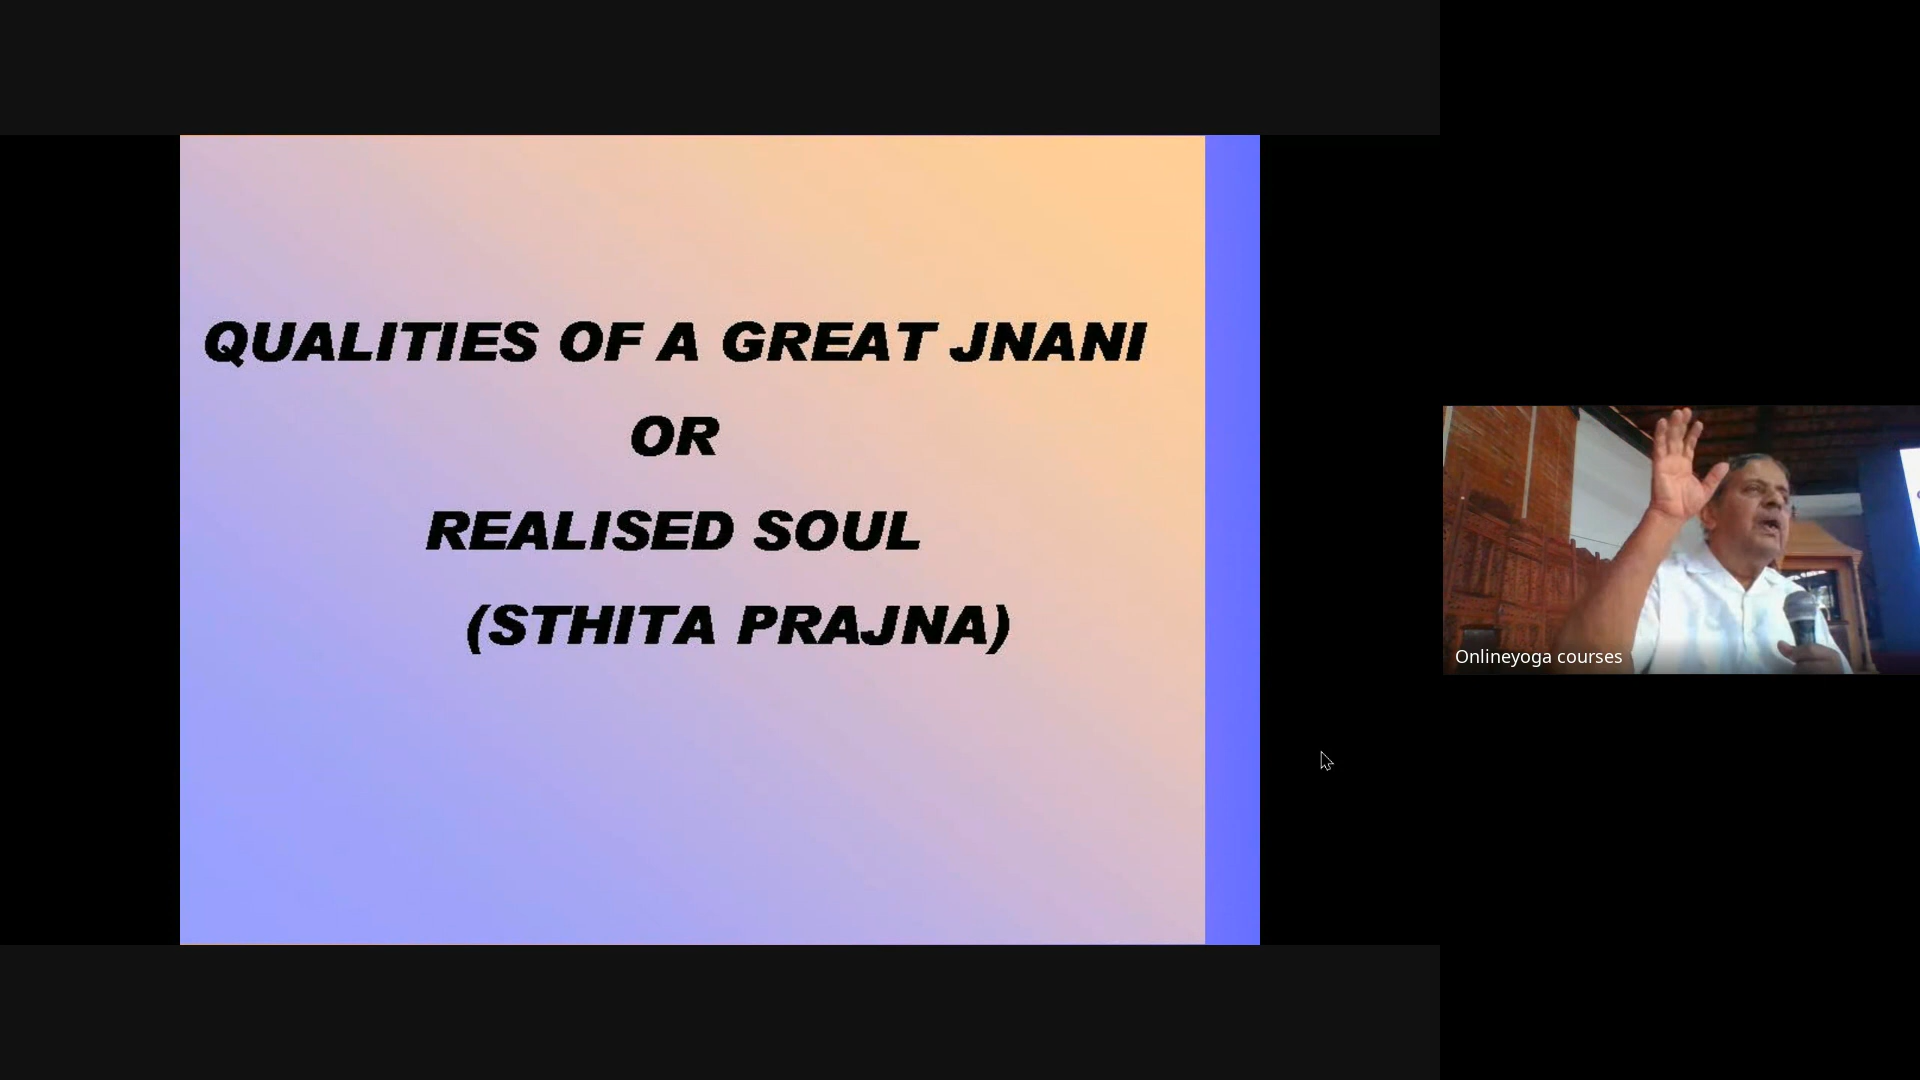 QUALITIES OF A GREAT JNANI
OR
REALISED SOUL
(STHITA PRAJNA)
Onlineyoga courses